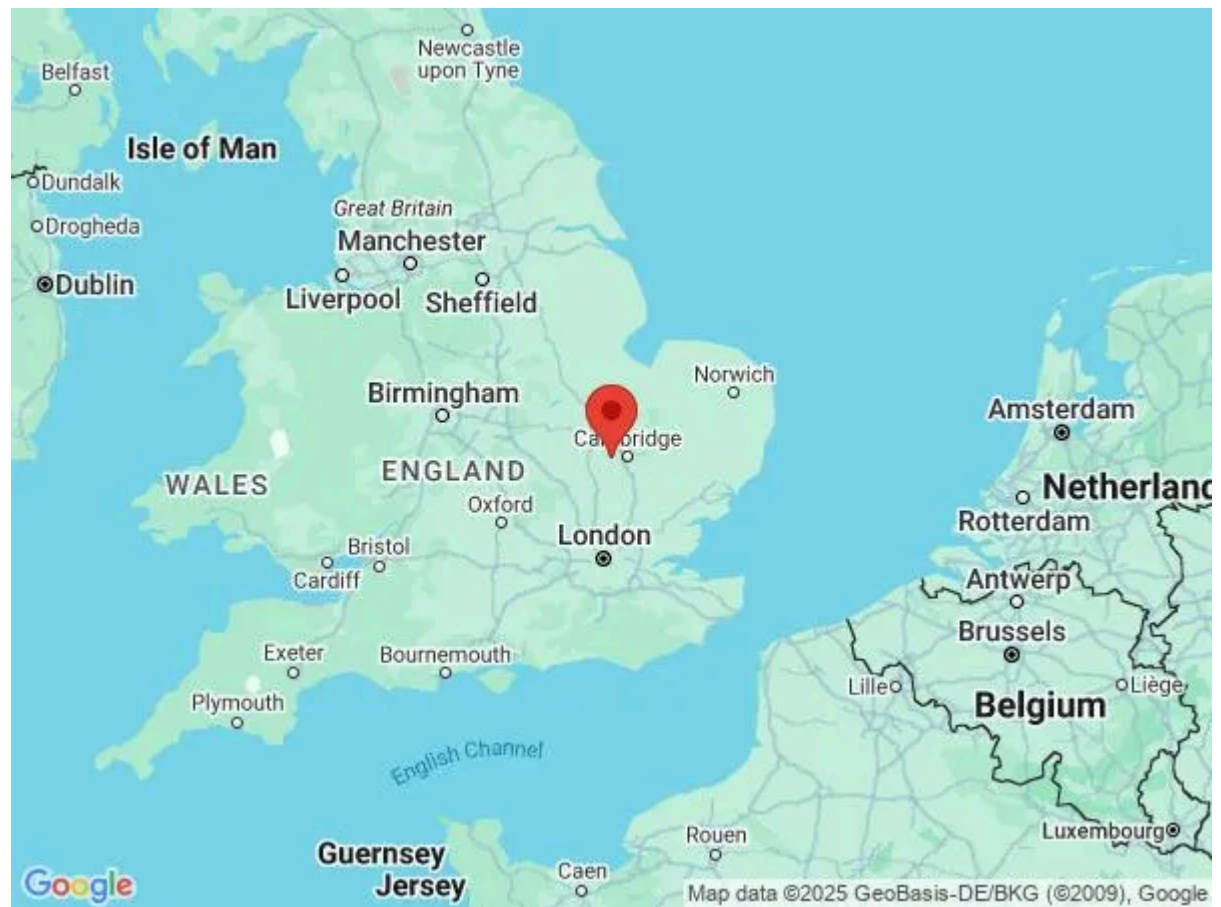 Newcastle
upon Tyne
Belfast
Isle of Man
Dundalk
Great Britain
Drogheda
Manchester
Dublin
Liverpool
Sheffield
Norwich
Birmingham
Amsterdam
Cambridge
ENGLAND
WALES
Netherland
Oxford
Rotterdam
London
Bristol
Cardiff
Antwerp
Brussels
Exeter
Bournemouth
Lille
Liège
Plymouth
Belgium
English Channel
Luxembourg
Rouen
Guernsey
Jersey
Caen
Google
Map data ©2025 GeoBasis-DE/BKG (©2009), Google